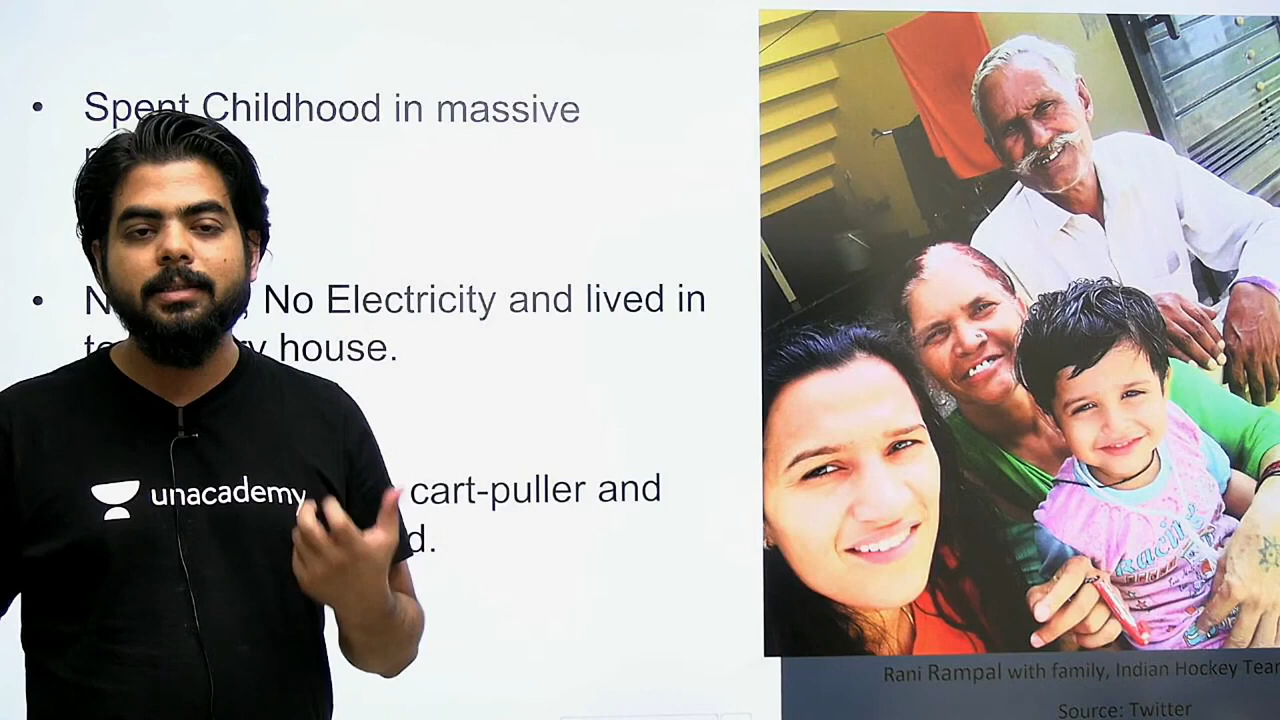 Spent Childhood in massive
No Electricity and lived in
house.
cart-puller and
unacademy
Racing
Rani Rampal with family, Indian Hockey
Source: Twitter